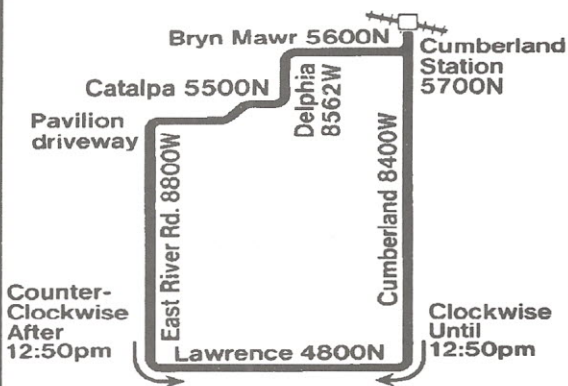 Bryn Mawr 5600N
Cumberland
Station
5700N
Catalpa 5500N
Delphia
8562W
Pavilion
driveway
East River Rd. 8800W
Cumberland 8400W
Counter-
Clockwise
After
12:50pm
Clockwise
Until
12:50pm
Lawrence 4800N